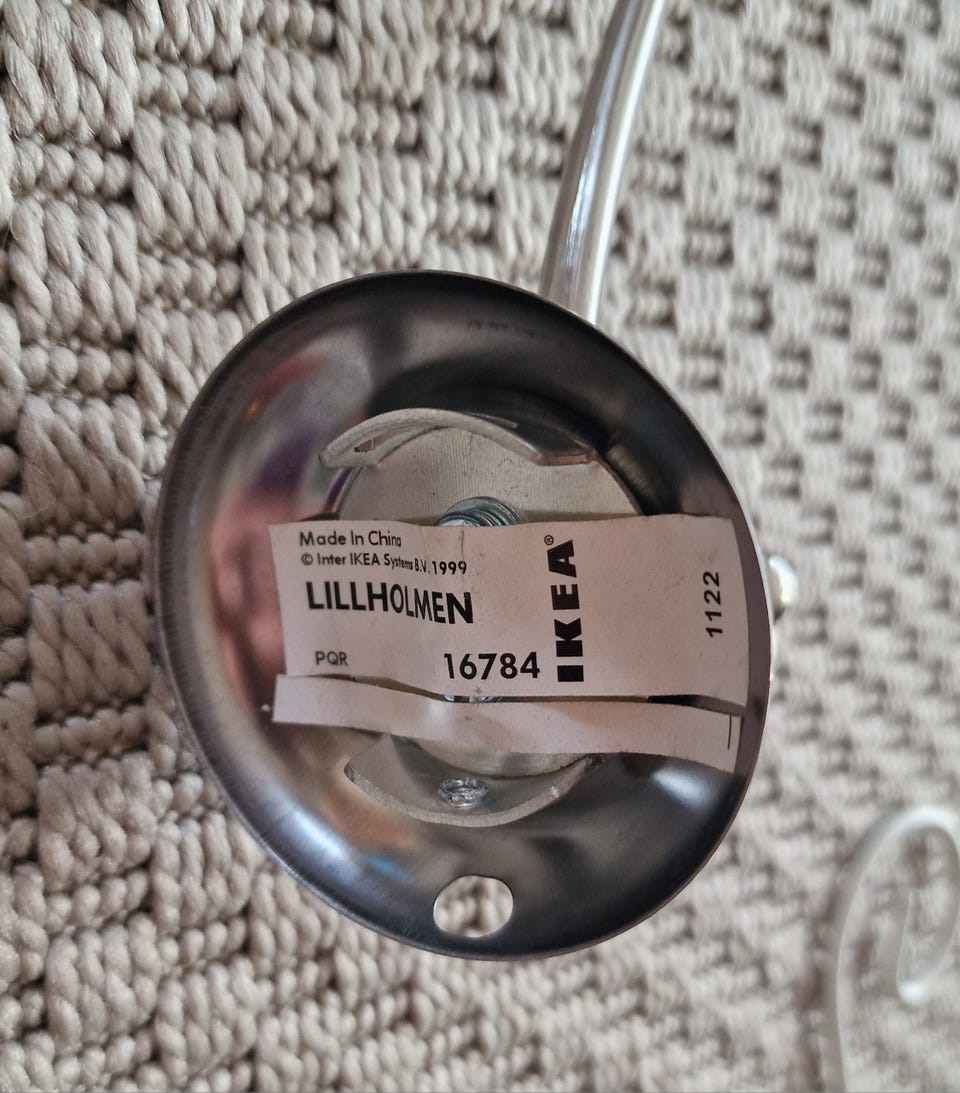 Made In China
© Inter IKEA Systems B.V. 1999
LILLHOLMEN
PQR 16784
IKEA®
1122